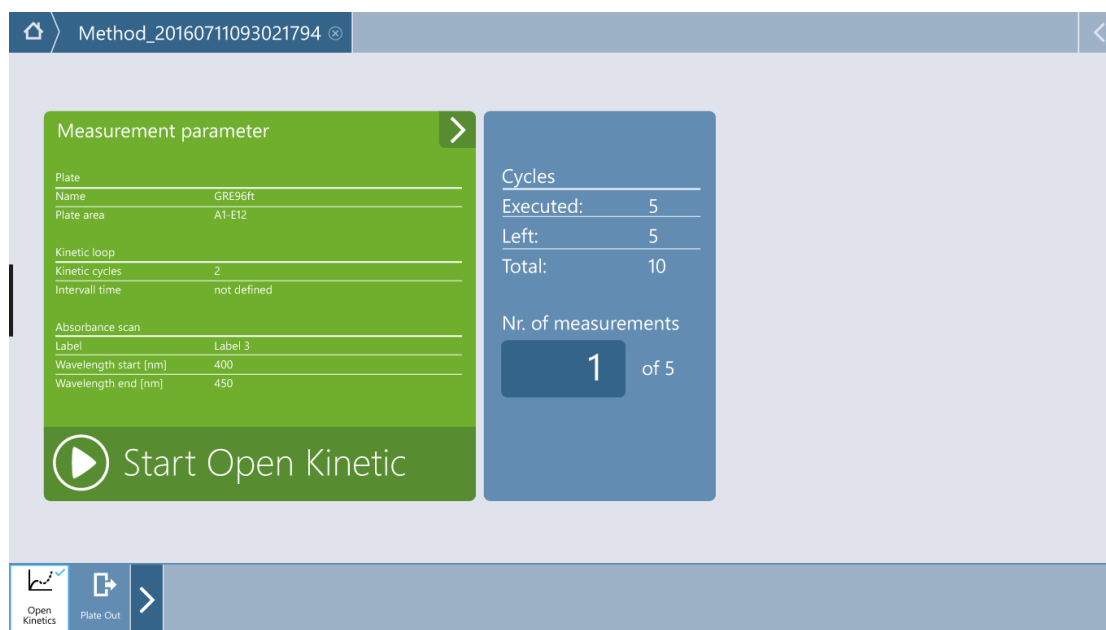 Method_20160711093021794
Measurement parameter
Plate
Name GRE96ft
Plate area A1-E12
Kinetic loop
Kinetic cycles 2
Intervall time not defined
Absorbance scan
Label Label 3
Wavelength start [nm] 400
Wavelength end [nm] 450
Start Open Kinetic
Cycles
Executed: 5
Left: 5
Total: 10
Nr. of measurements
1 of 5
Open
Kinetics
Plate Out